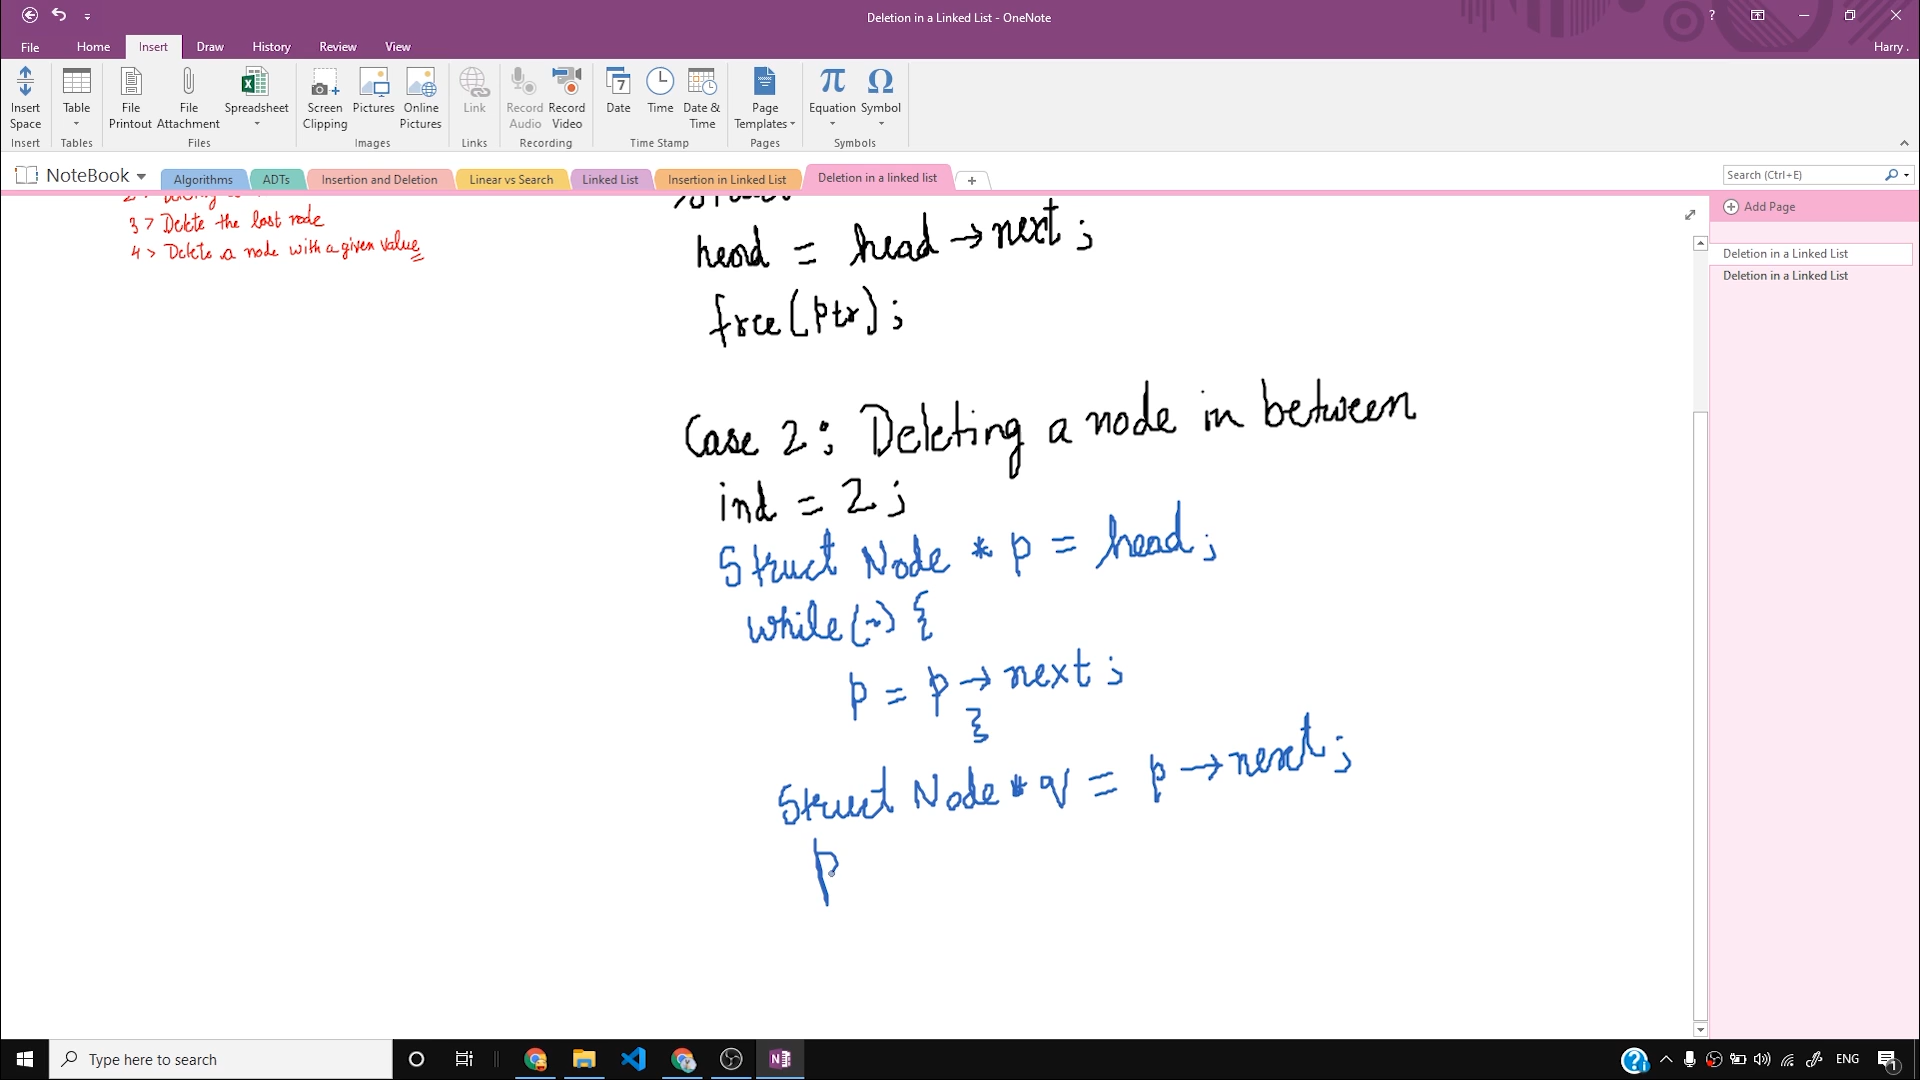 Deletion in a Linked List - OneNote
?
File Home Insert Draw History Review View
Harry .
Insert Space
Table
File Printout
File Attachment
Spreadsheet
Screen Clipping
Pictures
Online Pictures
Link
Record Audio
Record Video
7
Date
Time
Date & Time
Page Templates
π
Equation
Ω
Symbol
Insert Tables Files Images Links Recording Time Stamp Pages Symbols
NoteBook
Algorithms ADTs Insertion and Deletion Linear vs Search Linked List Insertion in Linked List Deletion in a linked list +
Search (Ctrl+E)
Add Page
Deletion in a Linked List
Deletion in a Linked List
3> Delete the last node
4> Delete a node with a given value
head = head → next ;
free(ptr) ;
Case 2: Deleting a node in between
ind = 2 ;
Struct Node * p = head ;
while(~) {
p = p → next ;
}
Struct Node * q = p → next ;
p
Type here to search
N
ENG
1